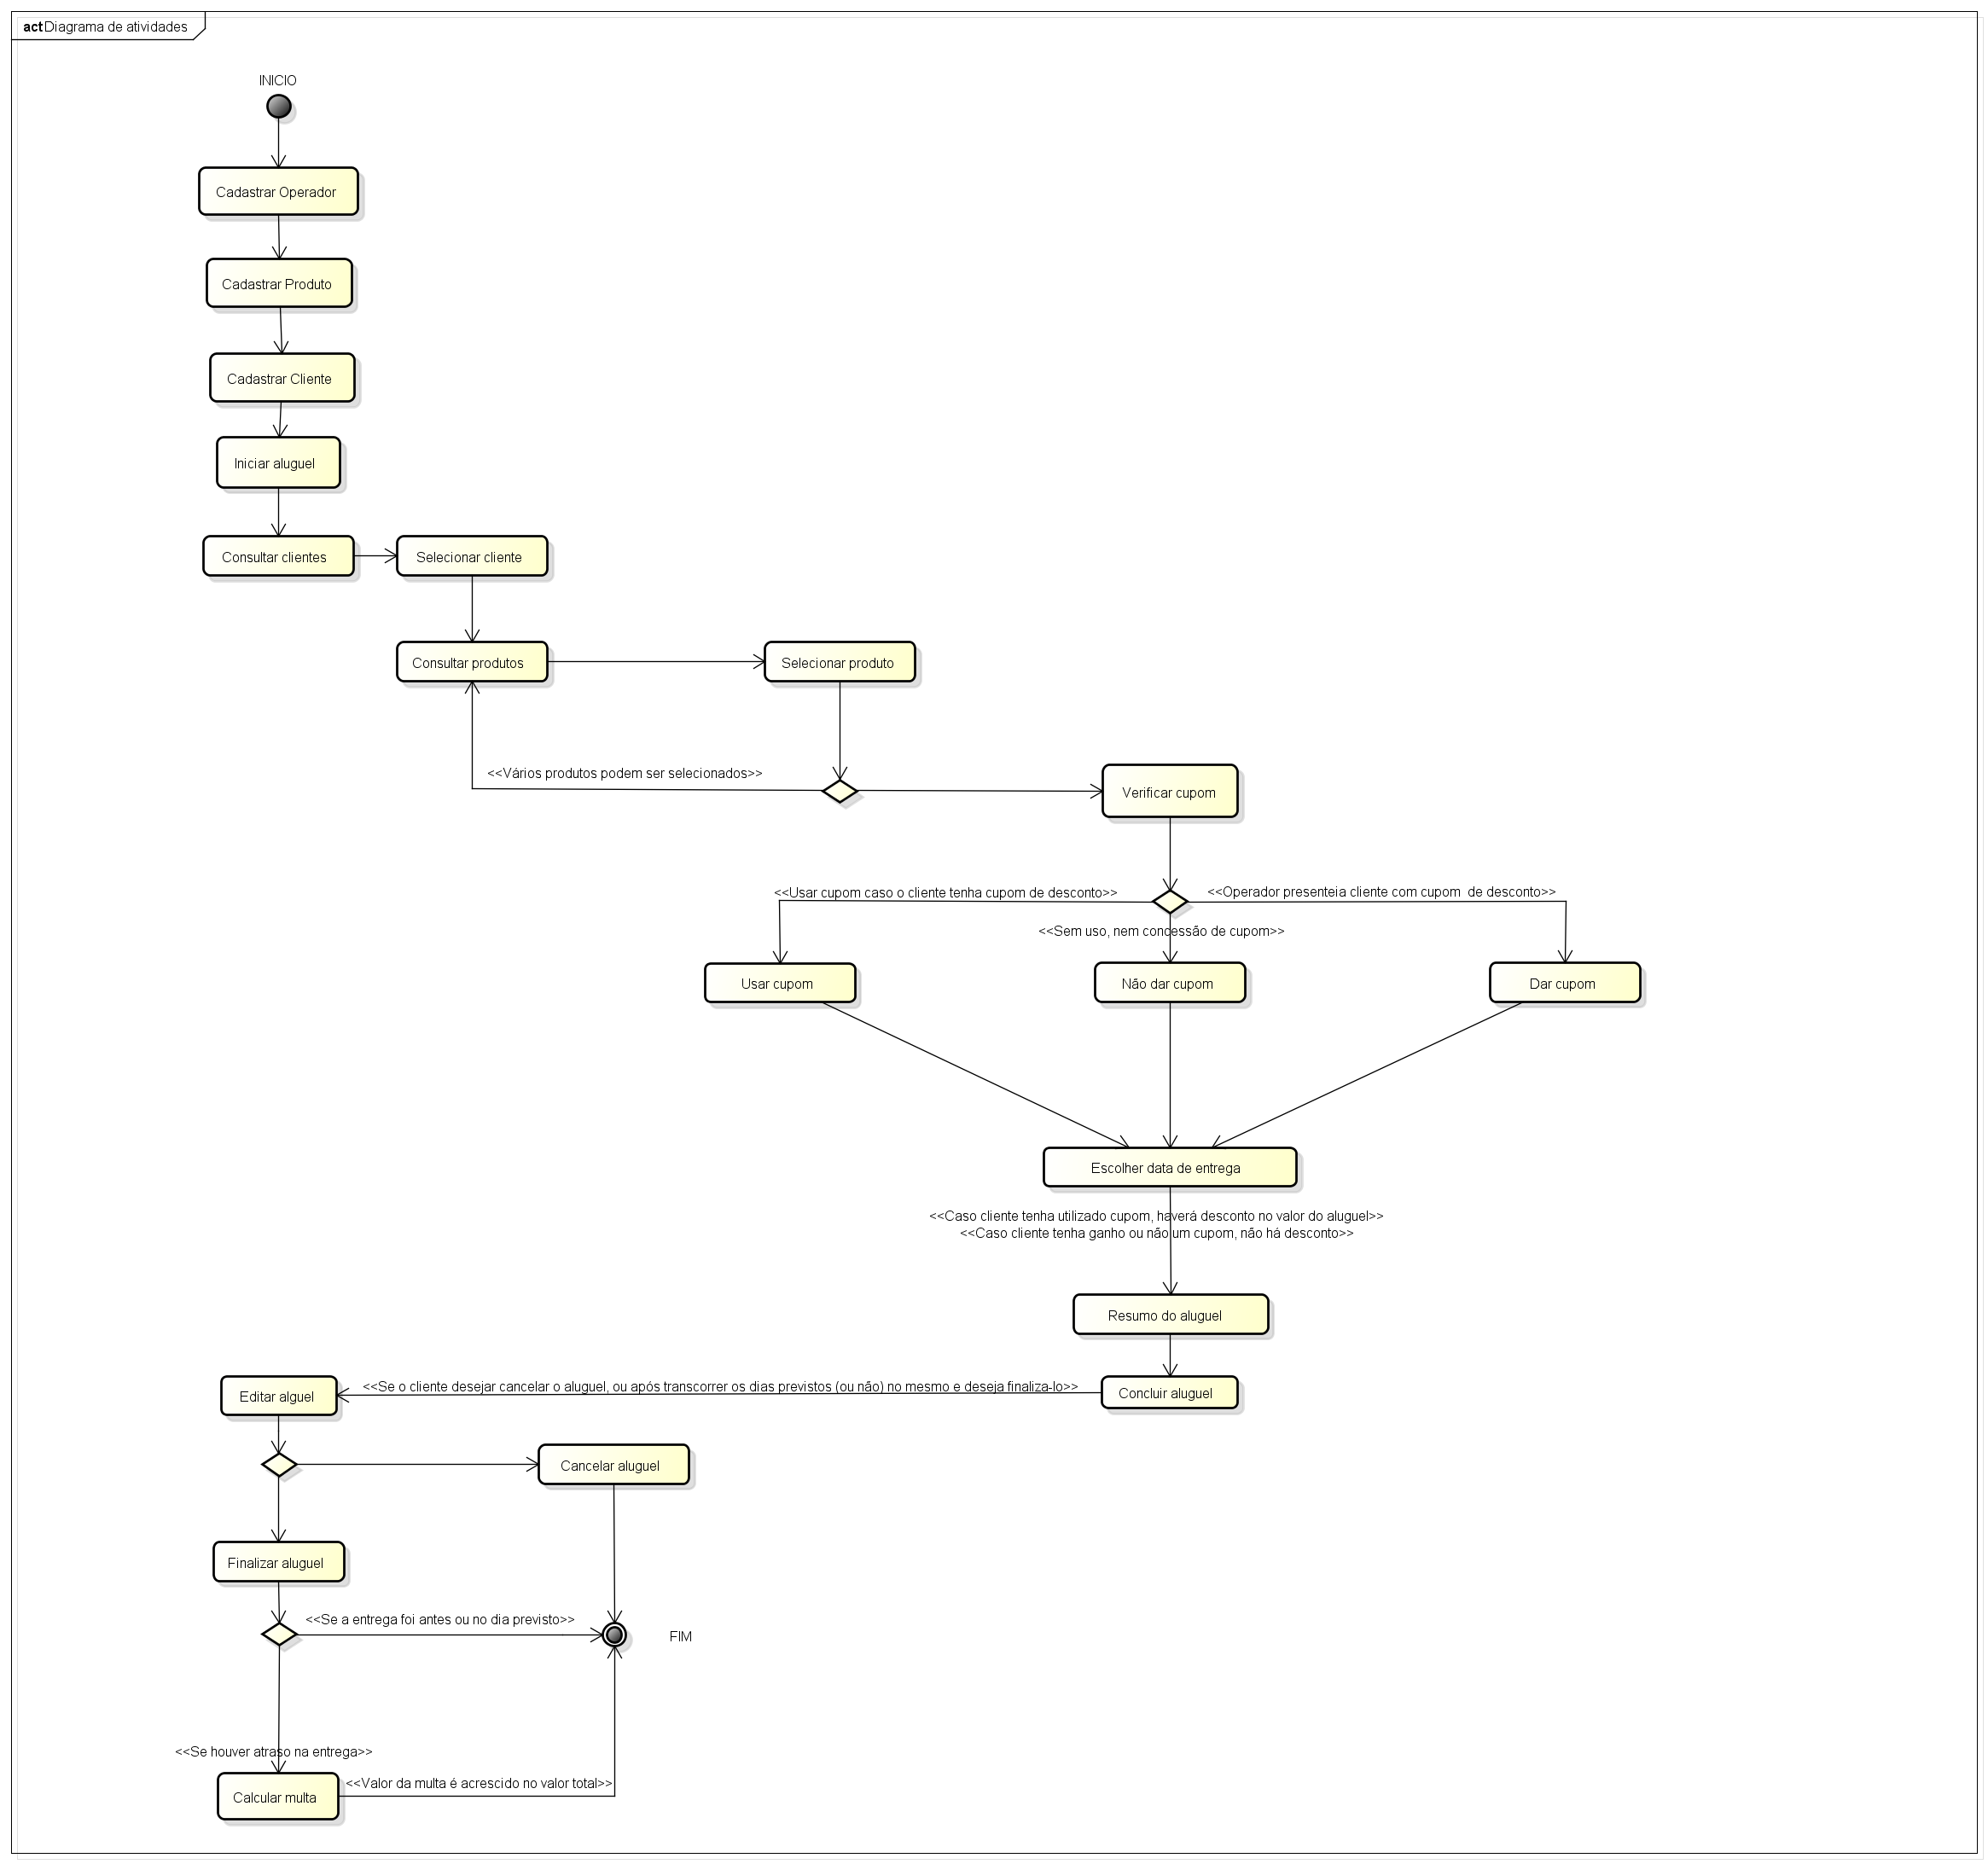 act Diagrama de atividades
INICIO
Cadastrar Operador
Cadastrar Produto
Cadastrar Cliente
Iniciar aluguel
Consultar clientes
Selecionar cliente
Consultar produtos
Selecionar produto
<<Vários produtos podem ser selecionados>>
Verificar cupom
<<Usar cupom caso o cliente tenha cupom de desconto>>
<<Operador presenteia cliente com cupom  de desconto>>
<<Sem uso, nem concessão de cupom>>
Usar cupom
Não dar cupom
Dar cupom
Escolher data de entrega
<<Caso cliente tenha utilizado cupom, haverá desconto no valor do aluguel>>
<<Caso cliente tenha ganho ou não um cupom, não há desconto>>
Resumo do aluguel
Editar alguel
<<Se o cliente desejar cancelar o aluguel, ou após transcorrer os dias previstos (ou não) no mesmo e deseja finaliza-lo>>
Concluir aluguel
Cancelar aluguel
Finalizar aluguel
<<Se a entrega foi antes ou no dia previsto>>
FIM
<<Se houver atraso na entrega>>
<<Valor da multa é acrescido no valor total>>
Calcular multa